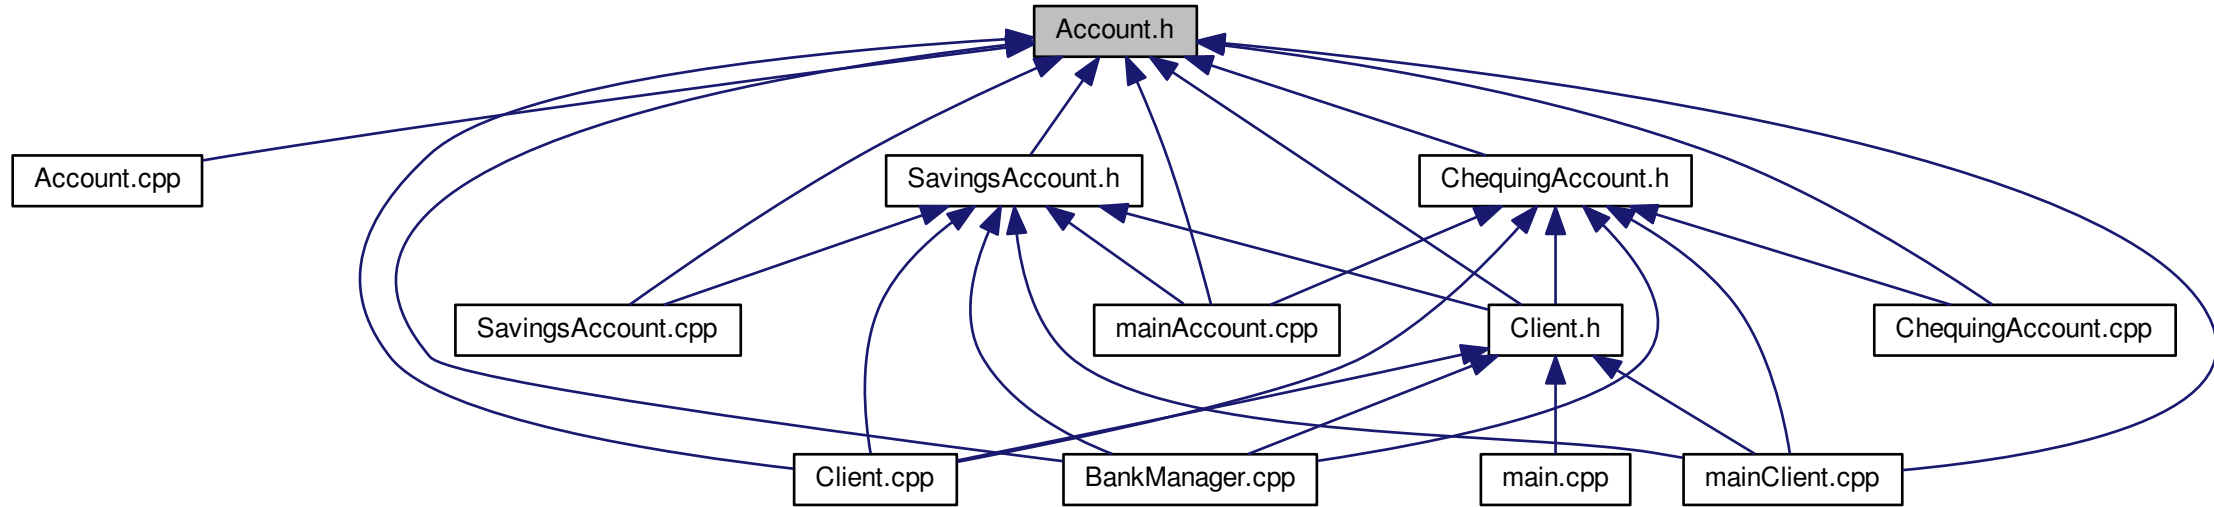 Account.h
Account.cpp
SavingsAccount.h
ChequingAccount.h
SavingsAccount.cpp
mainAccount.cpp
Client.h
ChequingAccount.cpp
Client.cpp
BankManager.cpp
main.cpp
mainClient.cpp